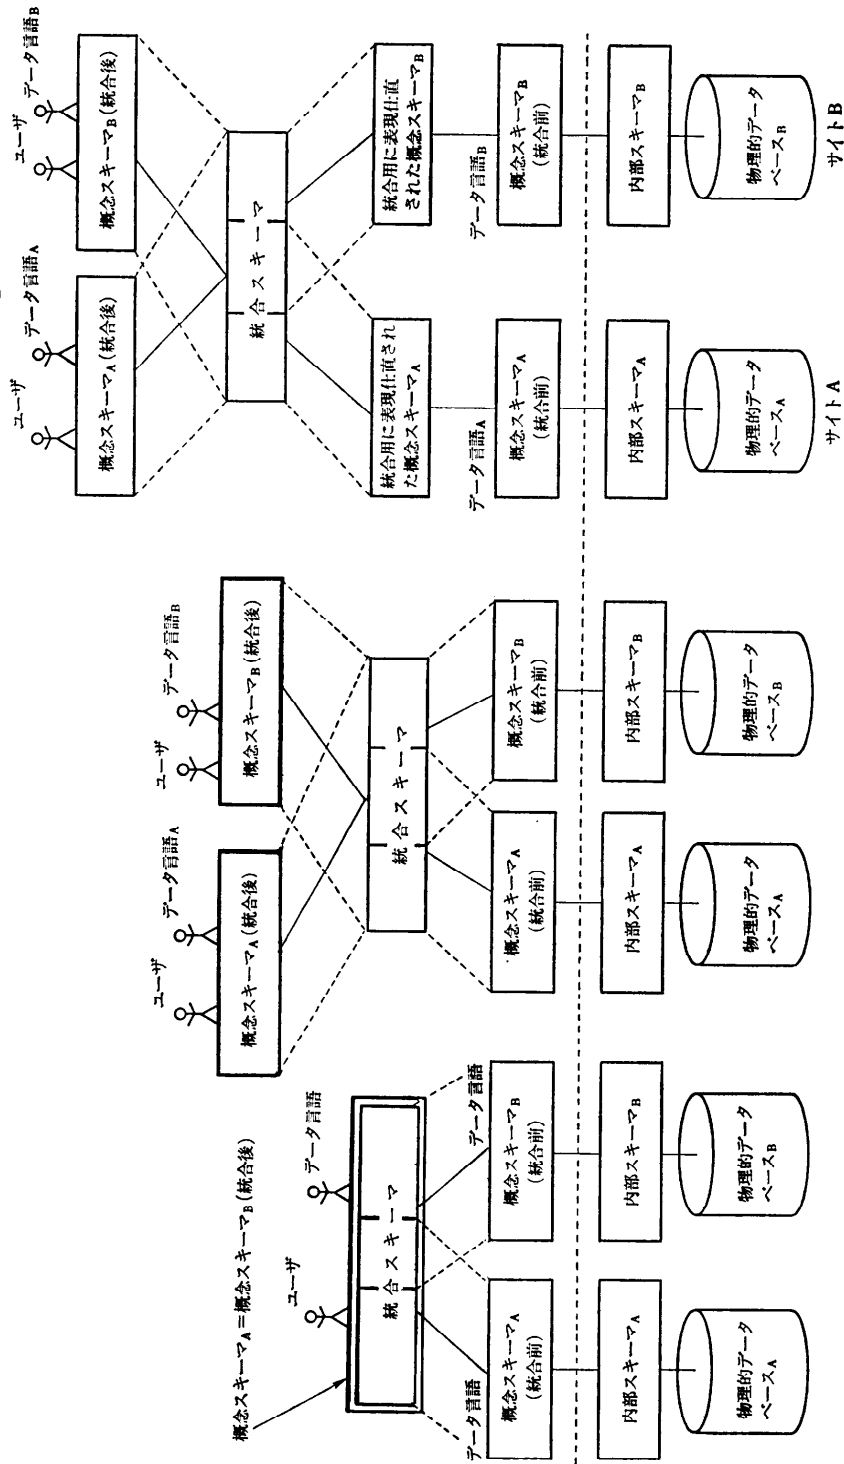 概念スキーマA＝概念スキーマB(統合後)
ユーザ
データ言語
統合スキーマ
データ言語
データ言語
概念スキーマA
(統合前)
概念スキーマB
(統合前)
内部スキーマA
内部スキーマB
物理的データ
ベースA
物理的データ
ベースB
ユーザ
データ言語A
ユーザ
データ言語B
概念スキーマA(統合後)
概念スキーマB(統合後)
統合スキーマ
概念スキーマA
(統合前)
概念スキーマB
(統合前)
内部スキーマA
内部スキーマB
物理的データ
ベースA
物理的データ
ベースB
ユーザ
データ言語A
ユーザ
データ言語B
概念スキーマA(統合後)
概念スキーマB(統合後)
統合スキーマ
統合用に表現仕直され
た概念スキーマA
統合用に表現仕直
された概念スキーマB
データ言語A
データ言語B
概念スキーマA
(統合前)
概念スキーマB
(統合前)
内部スキーマA
内部スキーマB
物理的データ
ベースA
物理的データ
ベースB
サイトA
サイトB